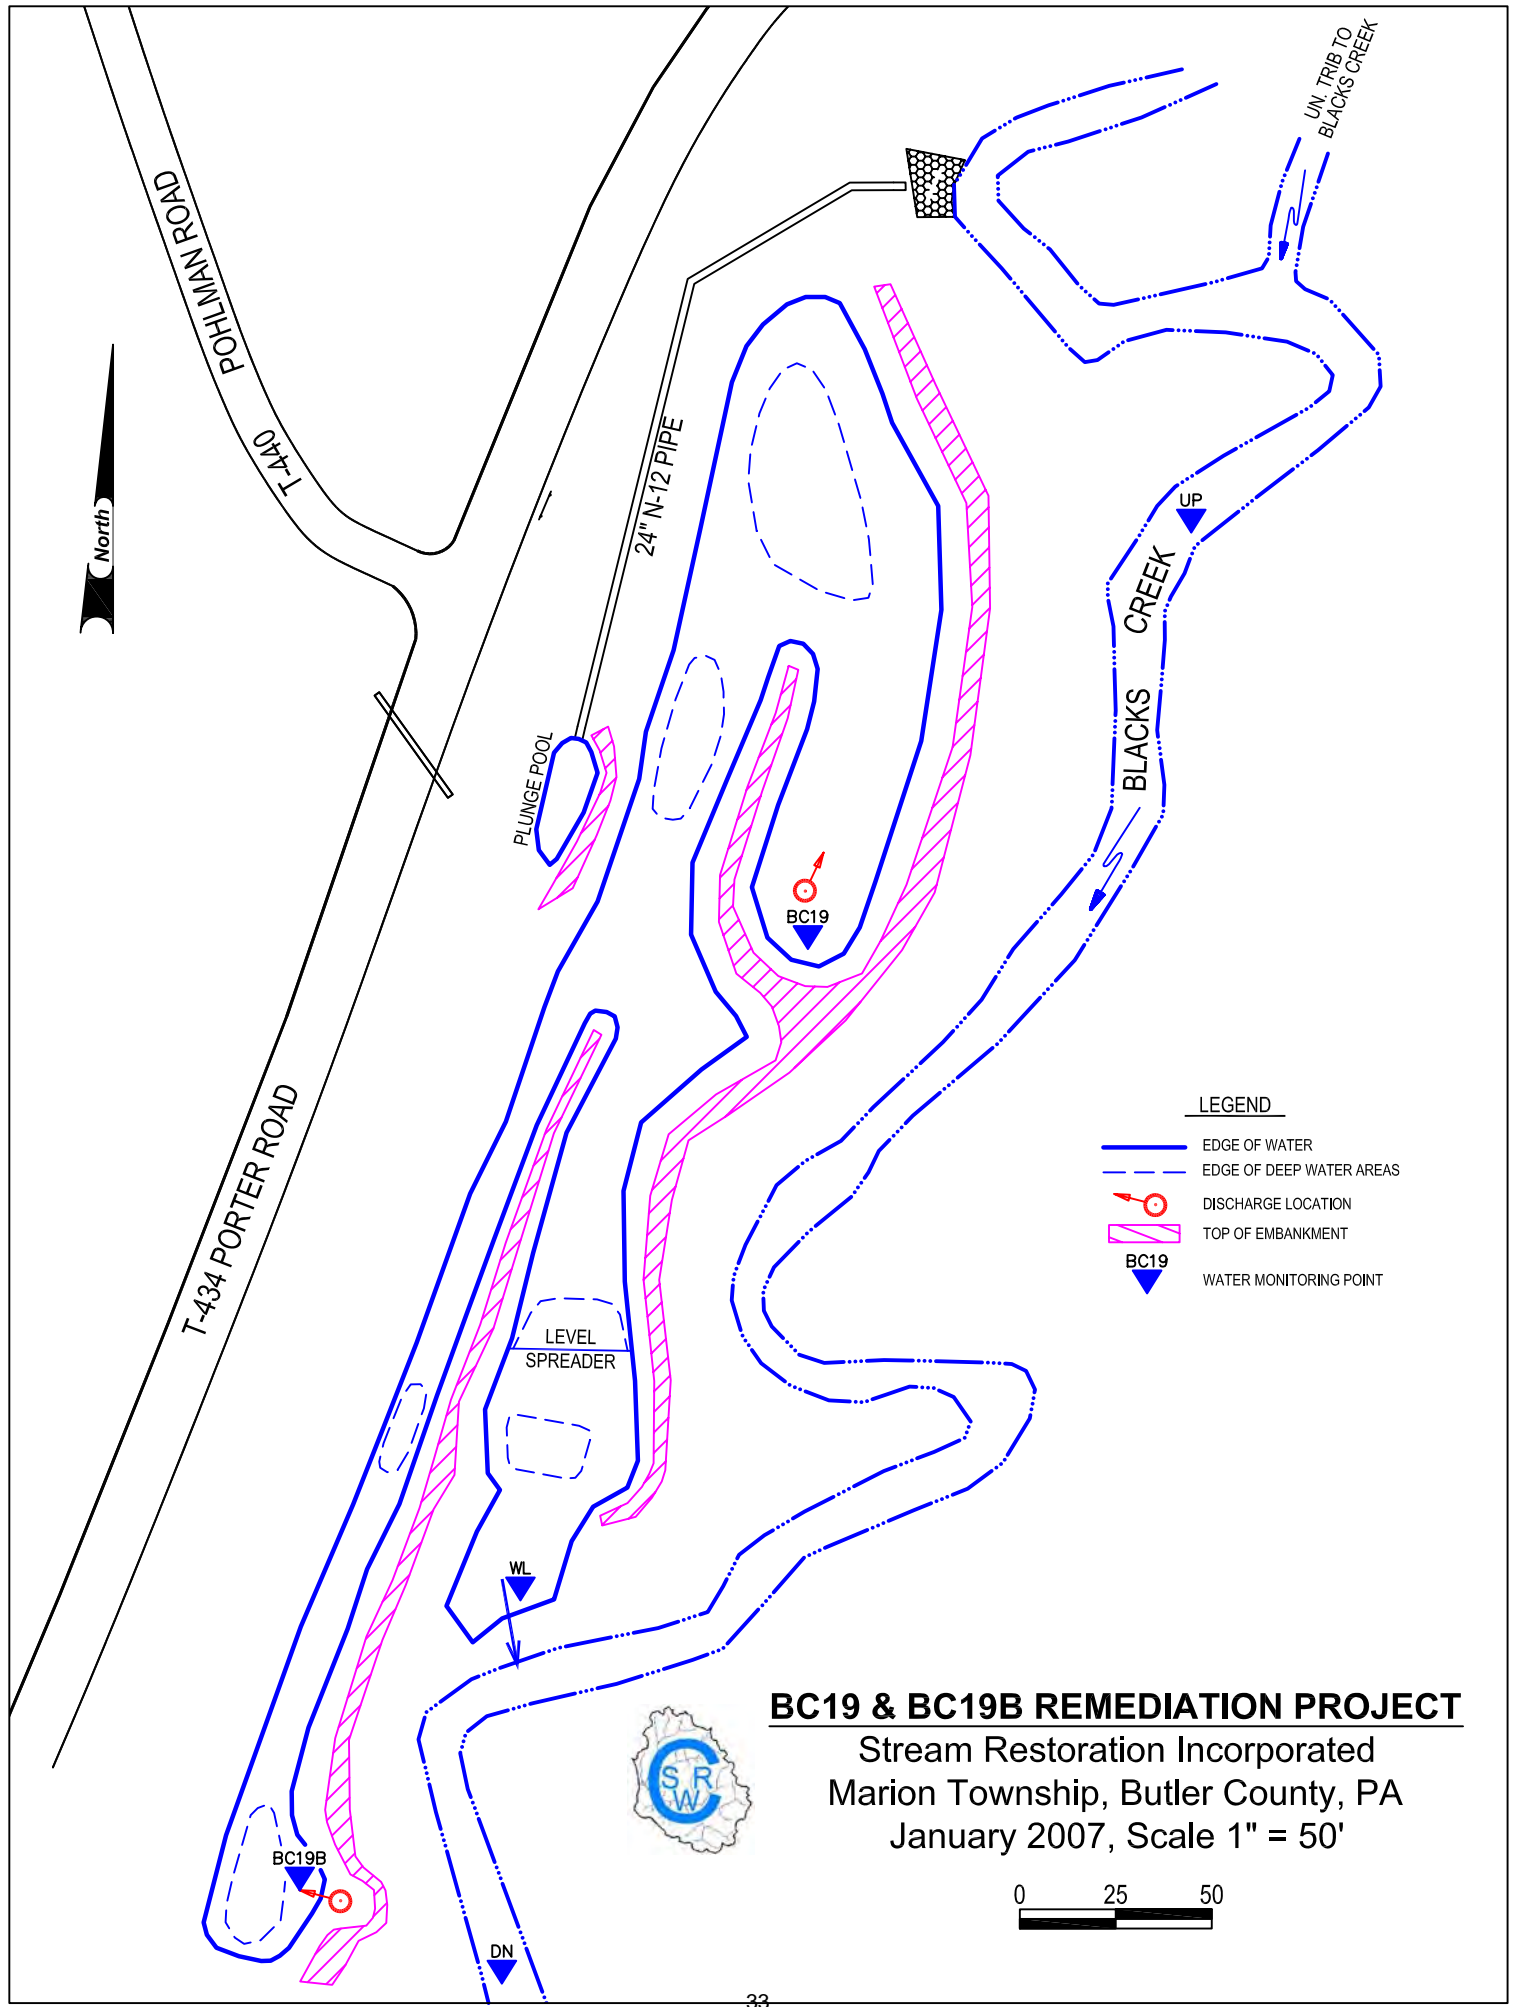 UN. TRIB TO
BLACKS CREEK
POHLMAN ROAD
T-440
24" N-12 PIPE
North
UP
CREEK
BLACKS
PLUNGE POOL
BC19
T-434 PORTER ROAD
LEGEND
EDGE OF WATER
EDGE OF DEEP WATER AREAS
DISCHARGE LOCATION
TOP OF EMBANKMENT
BC19
WATER MONITORING POINT
LEVEL
SPREADER
WL
BC19 & BC19B REMEDIATION PROJECT
Stream Restoration Incorporated
Marion Township, Butler County, PA
January 2007, Scale 1" = 50'
C
S R
W
BC19B
0 25 50
DN
33